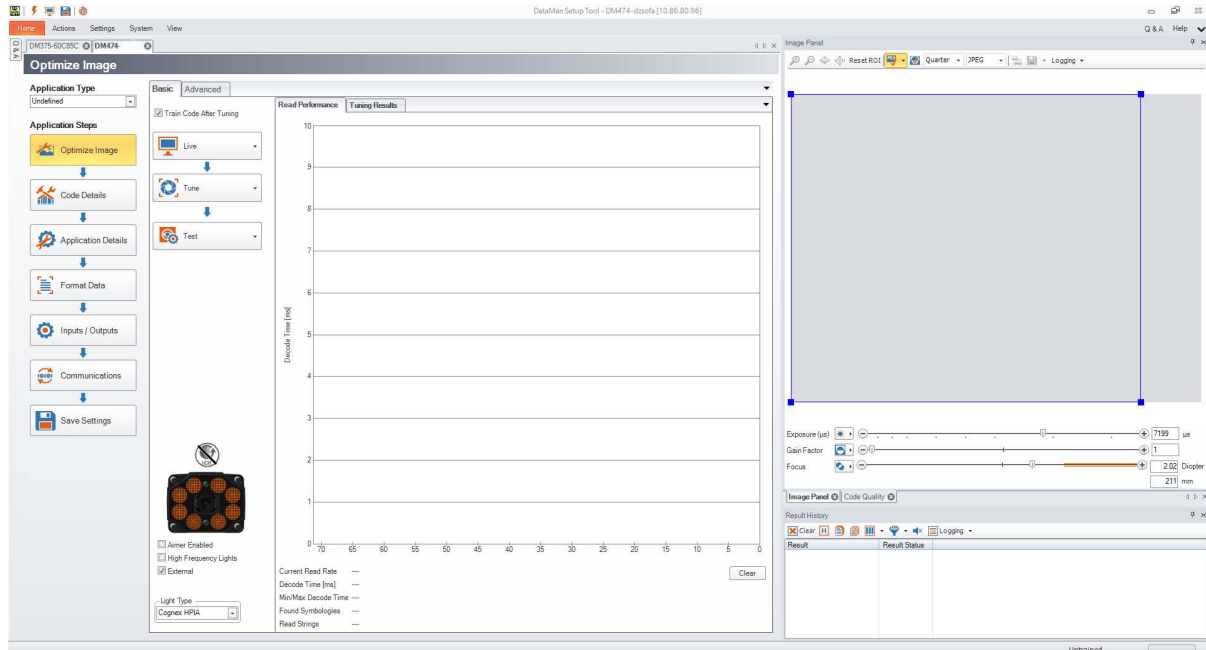 DataMan Setup Tool - DM474-dzsofa [10.86.80.96]
Home Actions Settings System View
Q&A Help
Q & A
DM375-60C85C DM474-
Optimize Image
Application Type
Undefined
Application Steps
Optimize Image
Code Details
Application Details
Format Data
Inputs / Outputs
Communications
Save Settings
Basic Advanced
Train Code After Tuning
Live
Tune
Test
Aimer Enabled
High Frequency Lights
External
Light Type
Cognex HPIA
Read Performance Tuning Results
Decode Time [ms]
10
9
8
7
6
5
4
3
2
1
0
70 65 60 55 50 45 40 35 30 25 20 15 10 5 0
Current Read Rate ---
Decode Time [ms] ---
Min/Max Decode Time ---
Found Symbologies ---
Read Strings ---
Clear
Image Panel
Reset ROI Quarter JPEG Logging
Exposure (µs) 7199 µs
Gain Factor 1
Focus 2.02 Diopter
211 mm
Image Panel Code Quality
Result History
Clear Logging
Result Result Status
Untrained